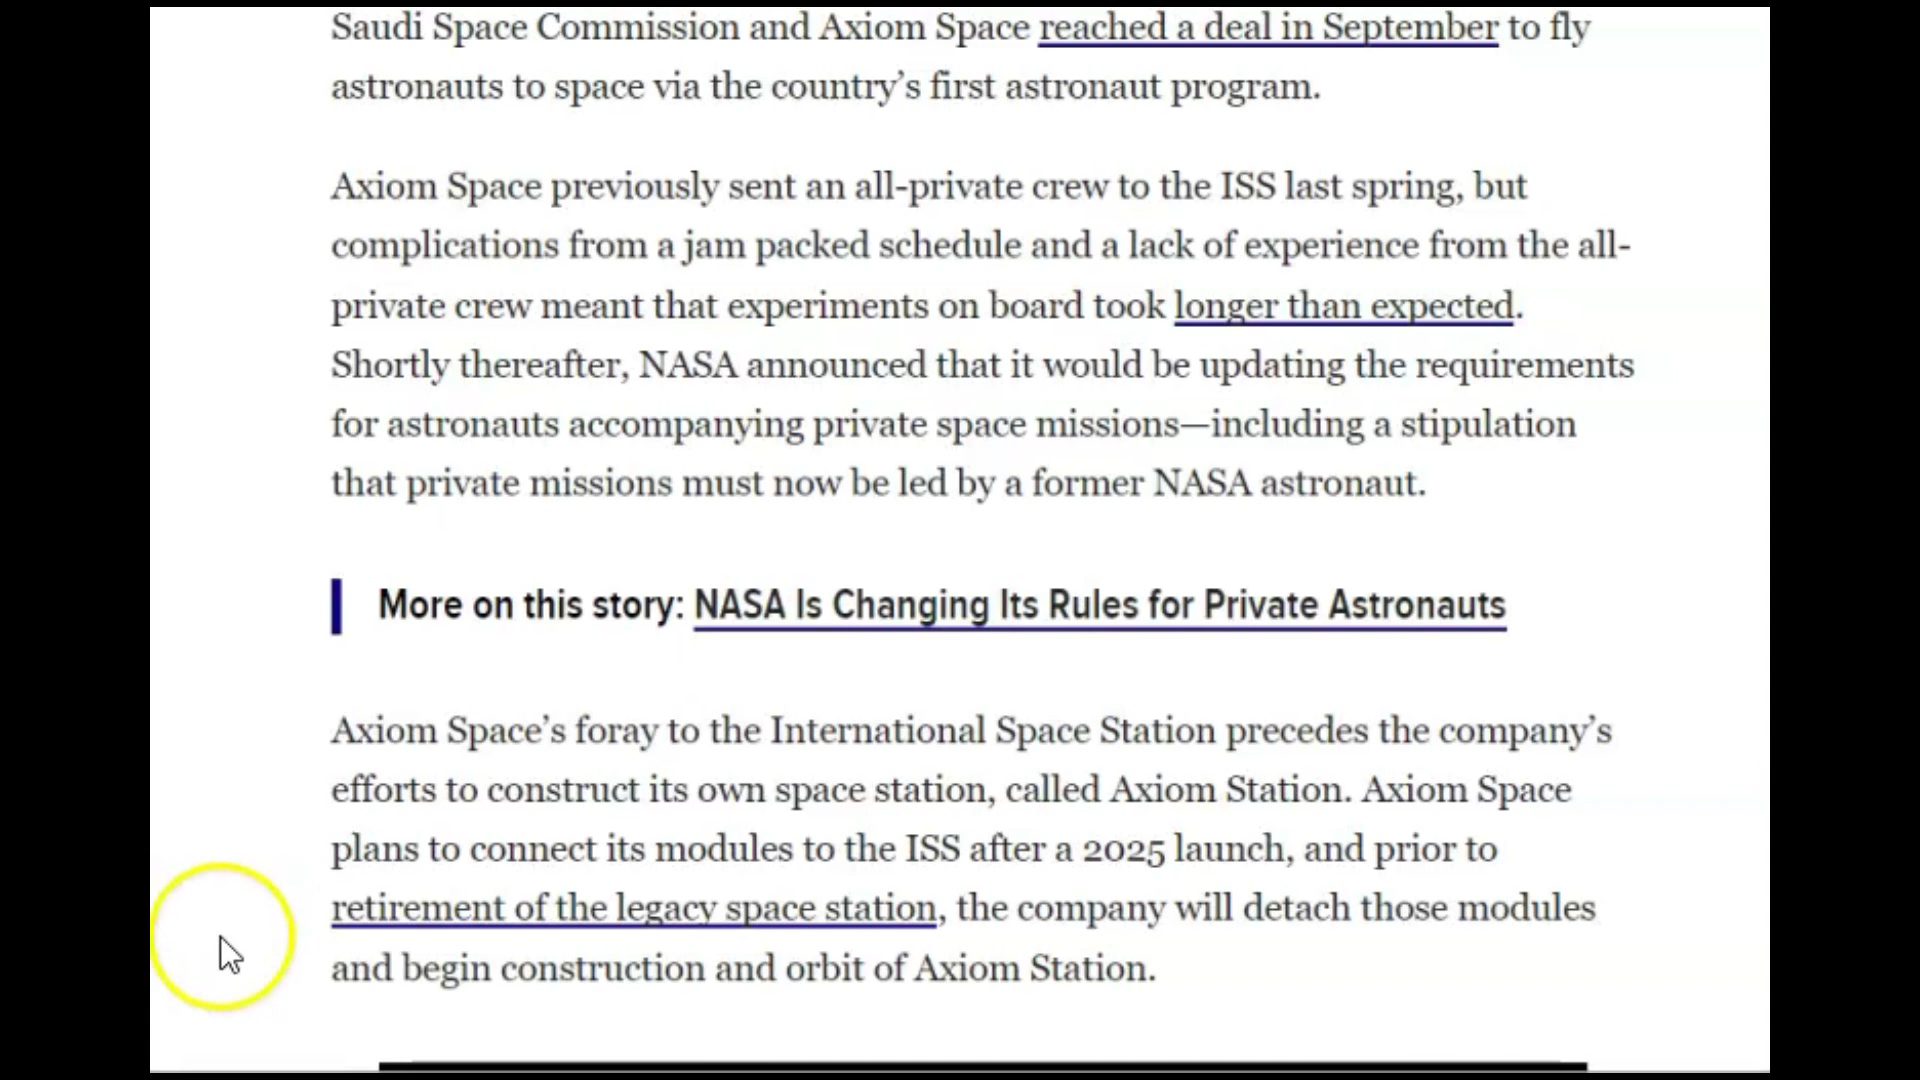 Saudi Space Commission and Axiom Space reached a deal in September to fly
astronauts to space via the country’s first astronaut program.
Axiom Space previously sent an all-private crew to the ISS last spring, but
complications from a jam packed schedule and a lack of experience from the all-
private crew meant that experiments on board took longer than expected.
Shortly thereafter, NASA announced that it would be updating the requirements
for astronauts accompanying private space missions—including a stipulation
that private missions must now be led by a former NASA astronaut.
More on this story: NASA Is Changing Its Rules for Private Astronauts
Axiom Space’s foray to the International Space Station precedes the company’s
efforts to construct its own space station, called Axiom Station. Axiom Space
plans to connect its modules to the ISS after a 2025 launch, and prior to
retirement of the legacy space station, the company will detach those modules
and begin construction and orbit of Axiom Station.